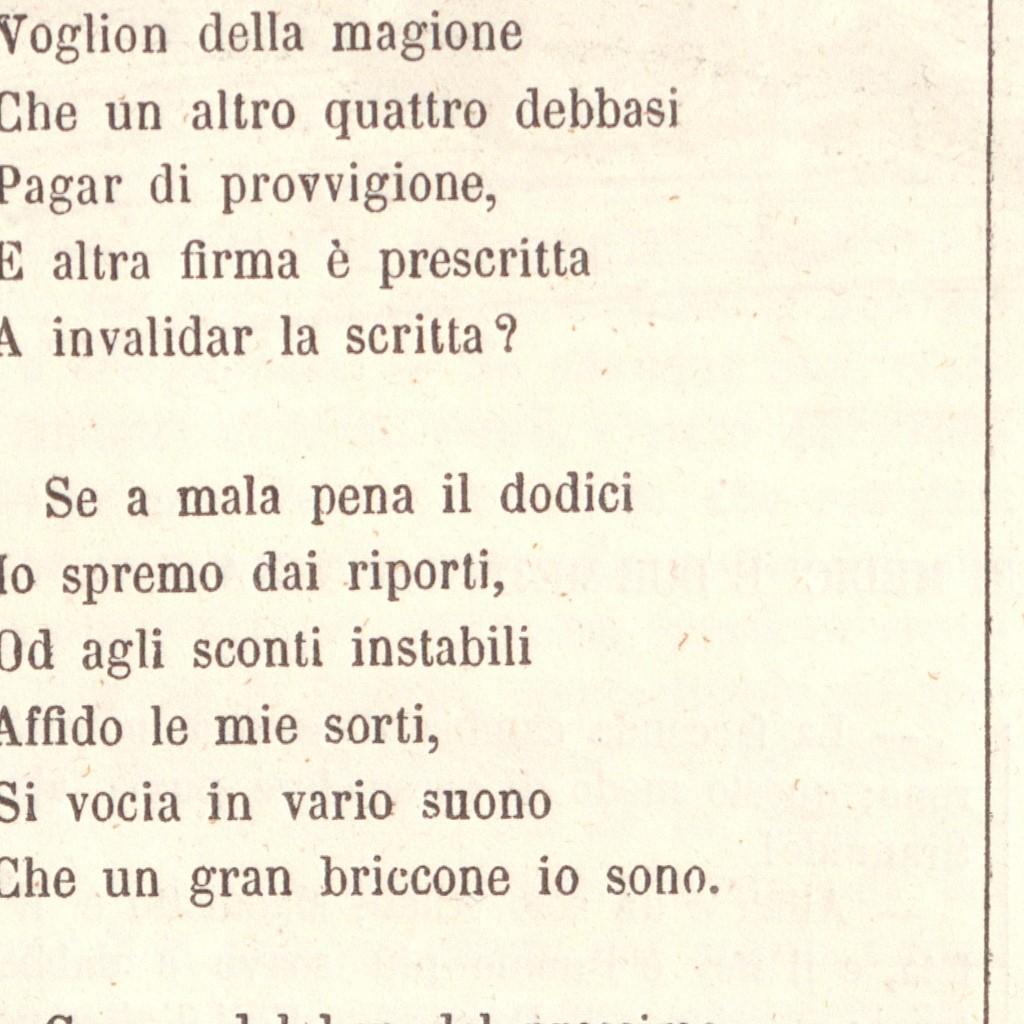 Voglion della magione
Che un altro quattro debbasi
Pagar di provvigione,
E altra firma è prescritta
A invalidar la scritta?
Se a mala pena il dodici
Io spremo dai riporti,
Od agli sconti instabili
Affido le mie sorti,
Si vocia in vario suono
Che un gran briccone io sono.